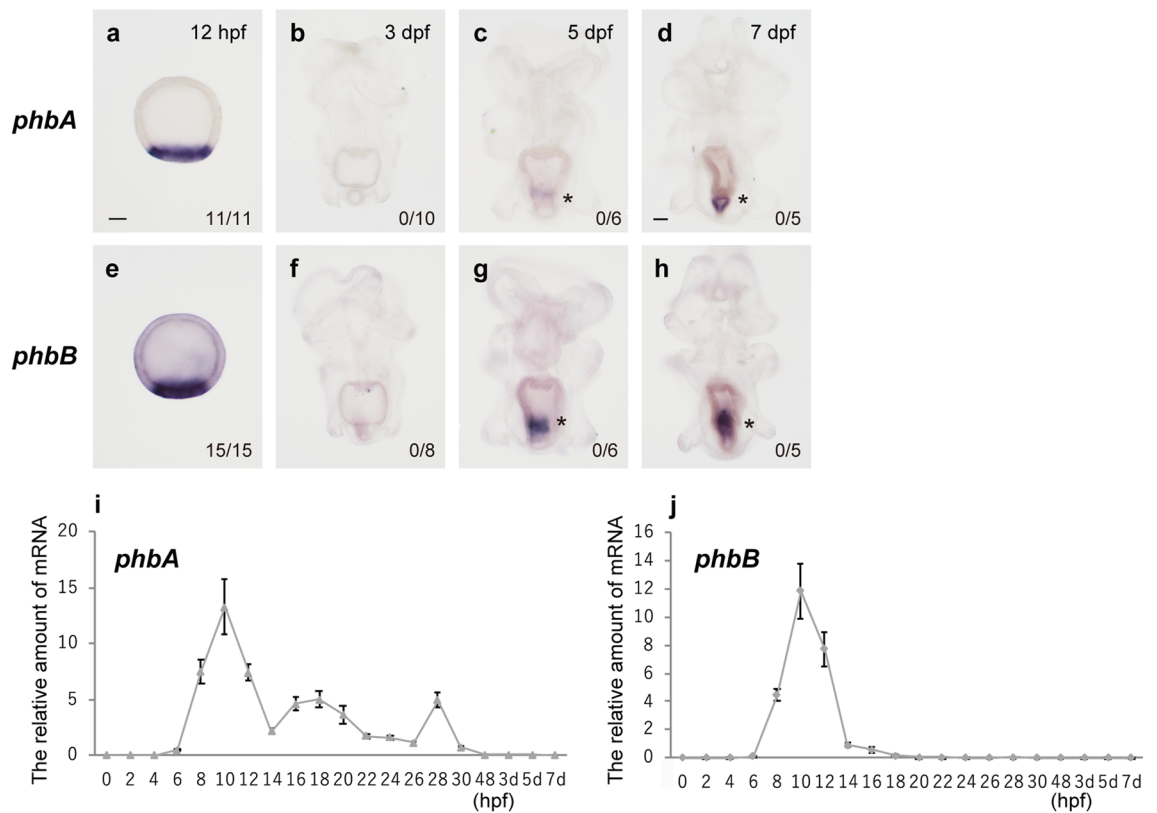 a 12 hpf b 3 dpf c 5 dpf d 7 dpf
phbA
11/11 0/10 * 0/6 * 0/5
e f g h
phbB
15/15 0/8 * 0/6 * 0/5
i
The relative amount of mRNA
phbA
20
15
10
5
0
0 2 4 6 8 10 12 14 16 18 20 22 24 26 28 30 48 3d 5d 7d
(hpf)
j
The relative amount of mRNA
phbB
16
14
12
10
8
6
4
2
0
0 2 4 6 8 10 12 14 16 18 20 22 24 26 28 30 48 3d 5d 7d
(hpf)